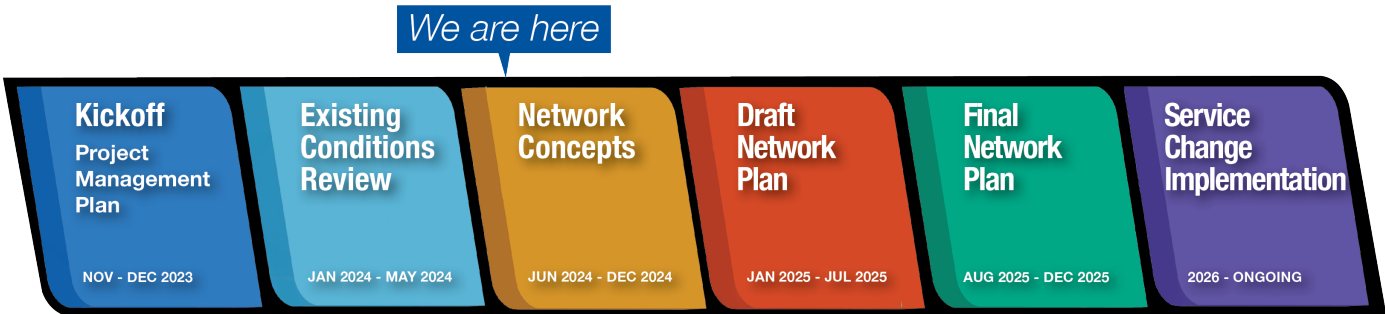 We are here
Kickoff
Project
Management
Plan
NOV - DEC 2023
Existing
Conditions
Review
JAN 2024 - MAY 2024
Network
Concepts
JUN 2024 - DEC 2024
Draft
Network
Plan
JAN 2025 - JUL 2025
Final
Network
Plan
AUG 2025 - DEC 2025
Service
Change
Implementation
2026 - ONGOING